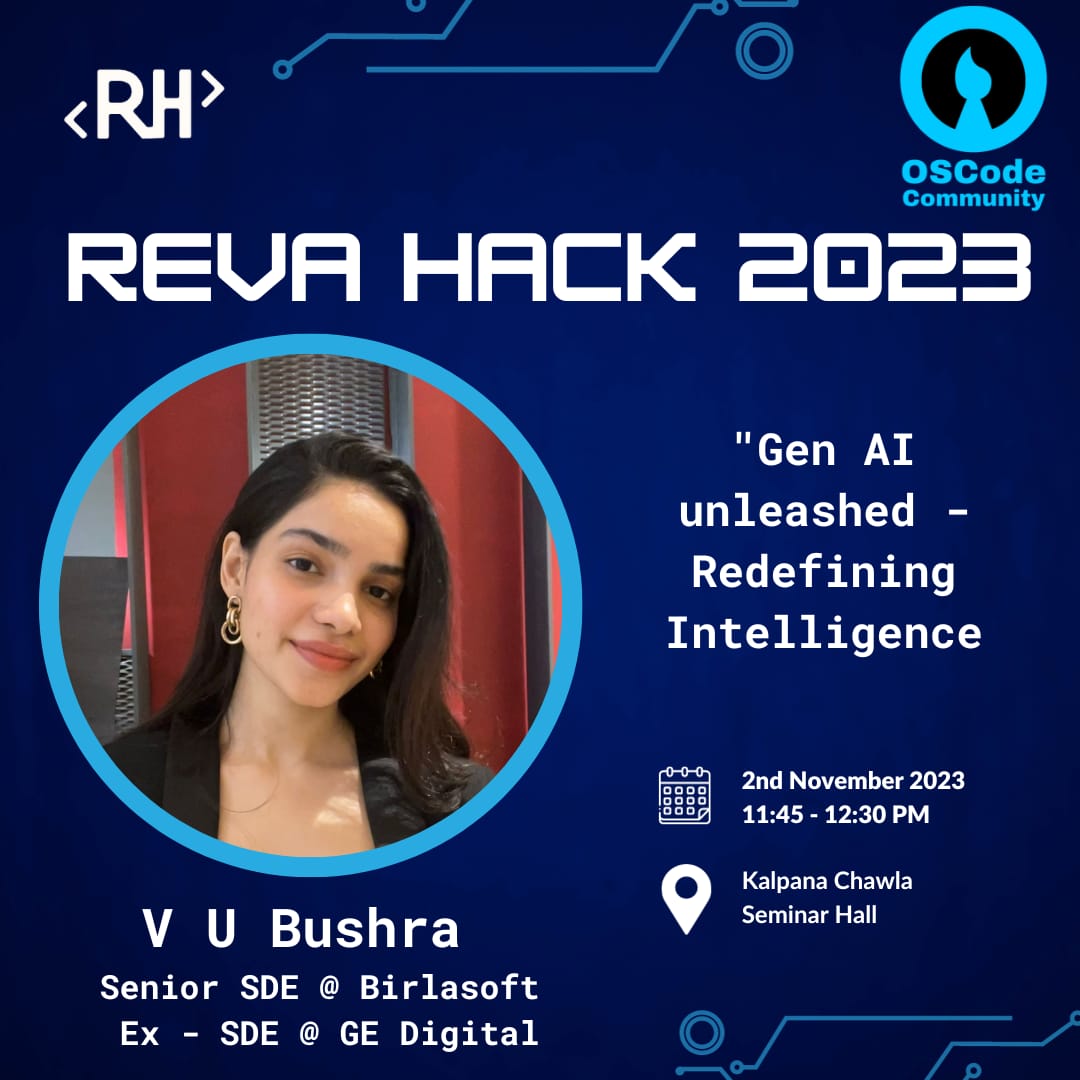 <RH>
OSCode
Community
REVA HACK 2023
"Gen AI
unleashed -
Redefining
Intelligence
2nd November 2023
11:45 - 12:30 PM
Kalpana Chawla
Seminar Hall
V U Bushra
Senior SDE @ Birlasoft
Ex - SDE @ GE Digital